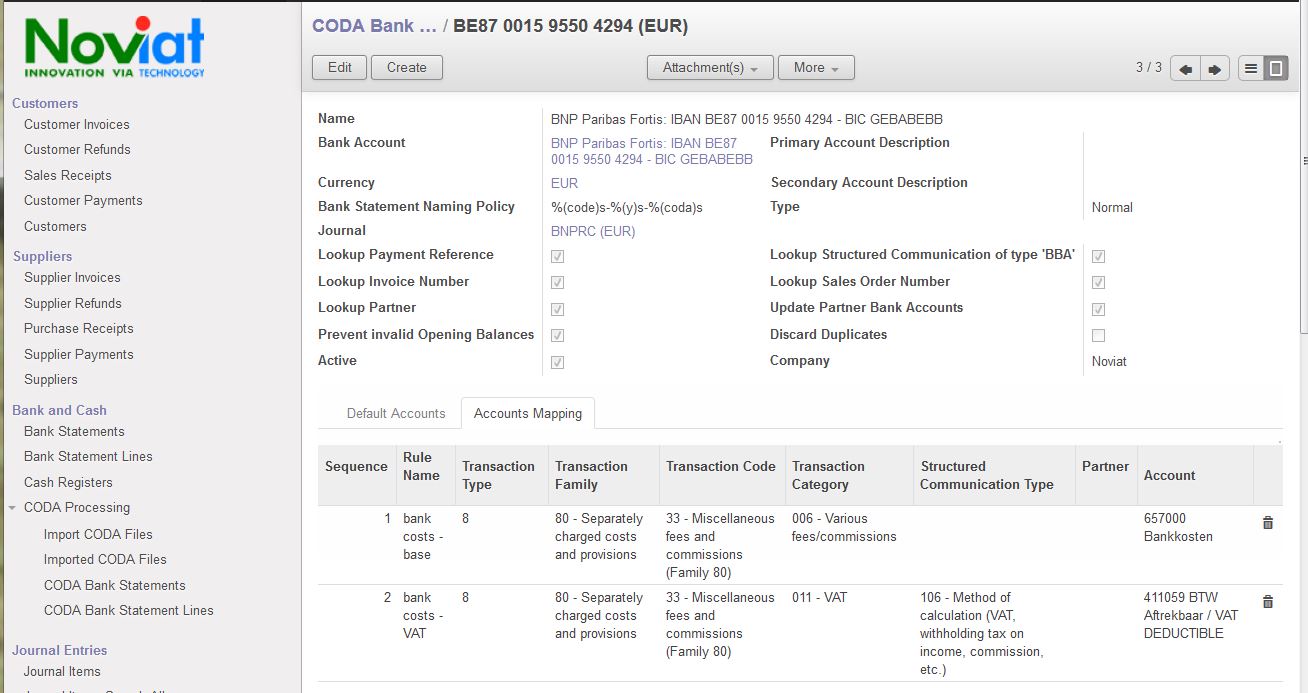 Noviat
INNOVATION VIA TECHNOLOGY
Customers
Customer Invoices
Customer Refunds
Sales Receipts
Customer Payments
Customers
Suppliers
Supplier Invoices
Supplier Refunds
Purchase Receipts
Supplier Payments
Suppliers
Bank and Cash
Bank Statements
Bank Statement Lines
Cash Registers
CODA Processing
Import CODA Files
Imported CODA Files
CODA Bank Statements
CODA Bank Statement Lines
Journal Entries
Journal Items
CODA Bank ... / BE87 0015 9550 4294 (EUR)
Edit Create Attachment(s) More 3 / 3
Name BNP Paribas Fortis: IBAN BE87 0015 9550 4294 - BIC GEBABEBB
Bank Account BNP Paribas Fortis: IBAN BE87 Primary Account Description
0015 9550 4294 - BIC GEBABEBB
Currency EUR Secondary Account Description
Bank Statement Naming Policy %(code)s-%(y)s-%(coda)s Type Normal
Journal BNPRC (EUR)
Lookup Payment Reference Lookup Structured Communication of type 'BBA'
Lookup Invoice Number Lookup Sales Order Number
Lookup Partner Update Partner Bank Accounts
Prevent invalid Opening Balances Discard Duplicates
Active Company Noviat
Default Accounts Accounts Mapping
Sequence
Rule
Name
Transaction
Type
Transaction
Family
Transaction Code
Transaction
Category
Structured
Communication Type
Partner
Account
1
bank
costs -
base
8
80 - Separately
charged costs
and provisions
33 - Miscellaneous
fees and
commissions
(Family 80)
006 - Various
fees/commissions
657000
Bankkosten
2
bank
costs -
VAT
8
80 - Separately
charged costs
and provisions
33 - Miscellaneous
fees and
commissions
(Family 80)
011 - VAT
106 - Method of
calculation (VAT,
withholding tax on
income, commission,
etc.)
411059 BTW
Aftrekbaar / VAT
DEDUCTIBLE